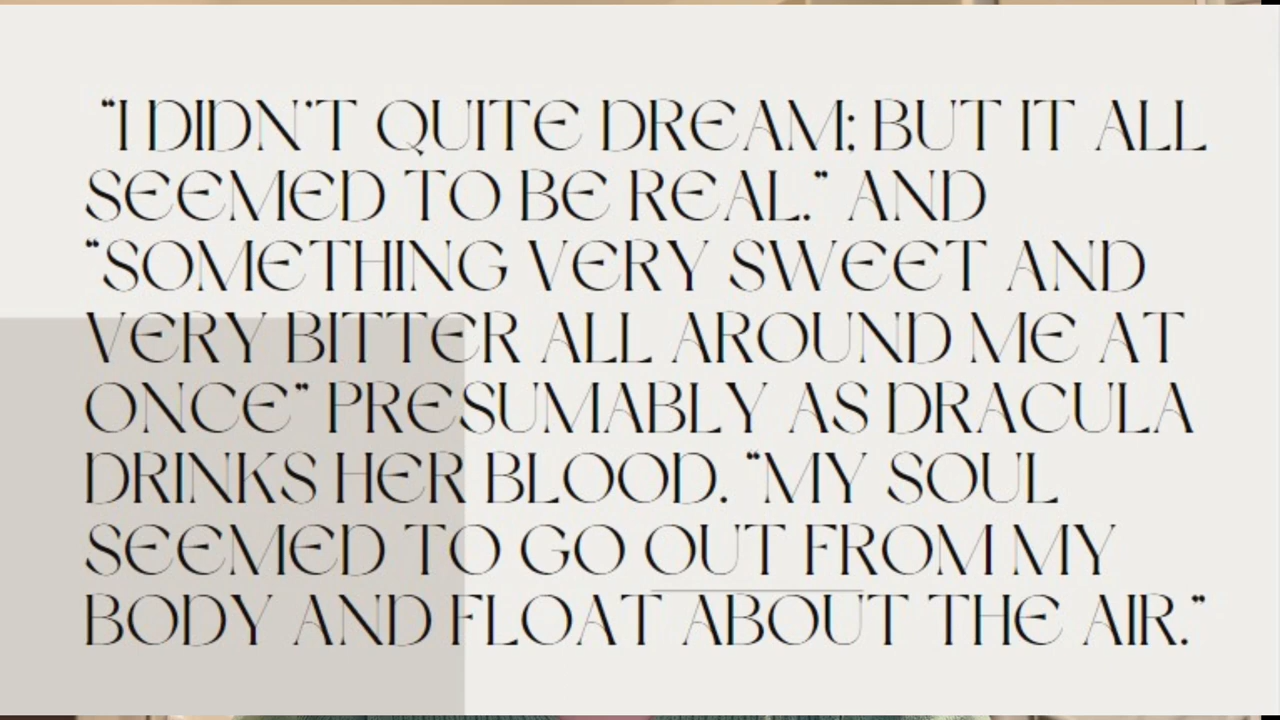 “I DIDN’T QUITE DREAM; BUT IT ALL
SEEMED TO BE REAL.” AND
“SOMETHING VERY SWEET AND
VERY BITTER ALL AROUND ME AT
ONCE” PRESUMABLY AS DRACULA
DRINKS HER BLOOD. “MY SOUL
SEEMED TO GO OUT FROM MY
BODY AND FLOAT ABOUT THE AIR.”